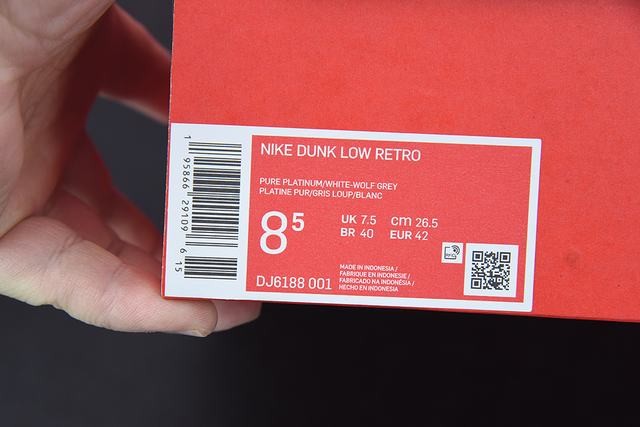 1 95866 29109 6 15
NIKE DUNK LOW RETRO
PURE PLATINUM/WHITE-WOLF GREY
PLATINE PUR/GRIS LOUP/BLANC
8⁵
UK 7.5 cm 26.5
BR 40 EUR 42
DJ6188 001
MADE IN INDONESIA /
FABRIQUE EN INDONESIE /
FABRICADO NA INDONÉSIA /
HECHO EN INDONESIA